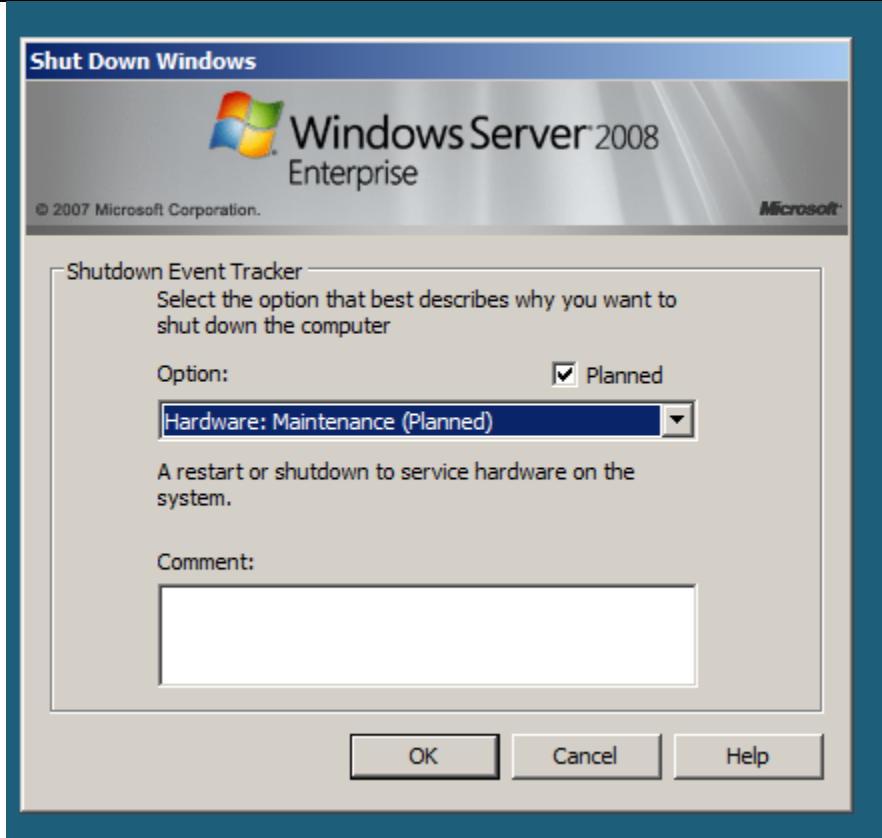 Shut Down Windows
Windows Server 2008
Enterprise
© 2007 Microsoft Corporation.
Microsoft
Shutdown Event Tracker
Select the option that best describes why you want to
shut down the computer
Option:
Planned
Hardware: Maintenance (Planned)
A restart or shutdown to service hardware on the
system.
Comment:
OK
Cancel
Help